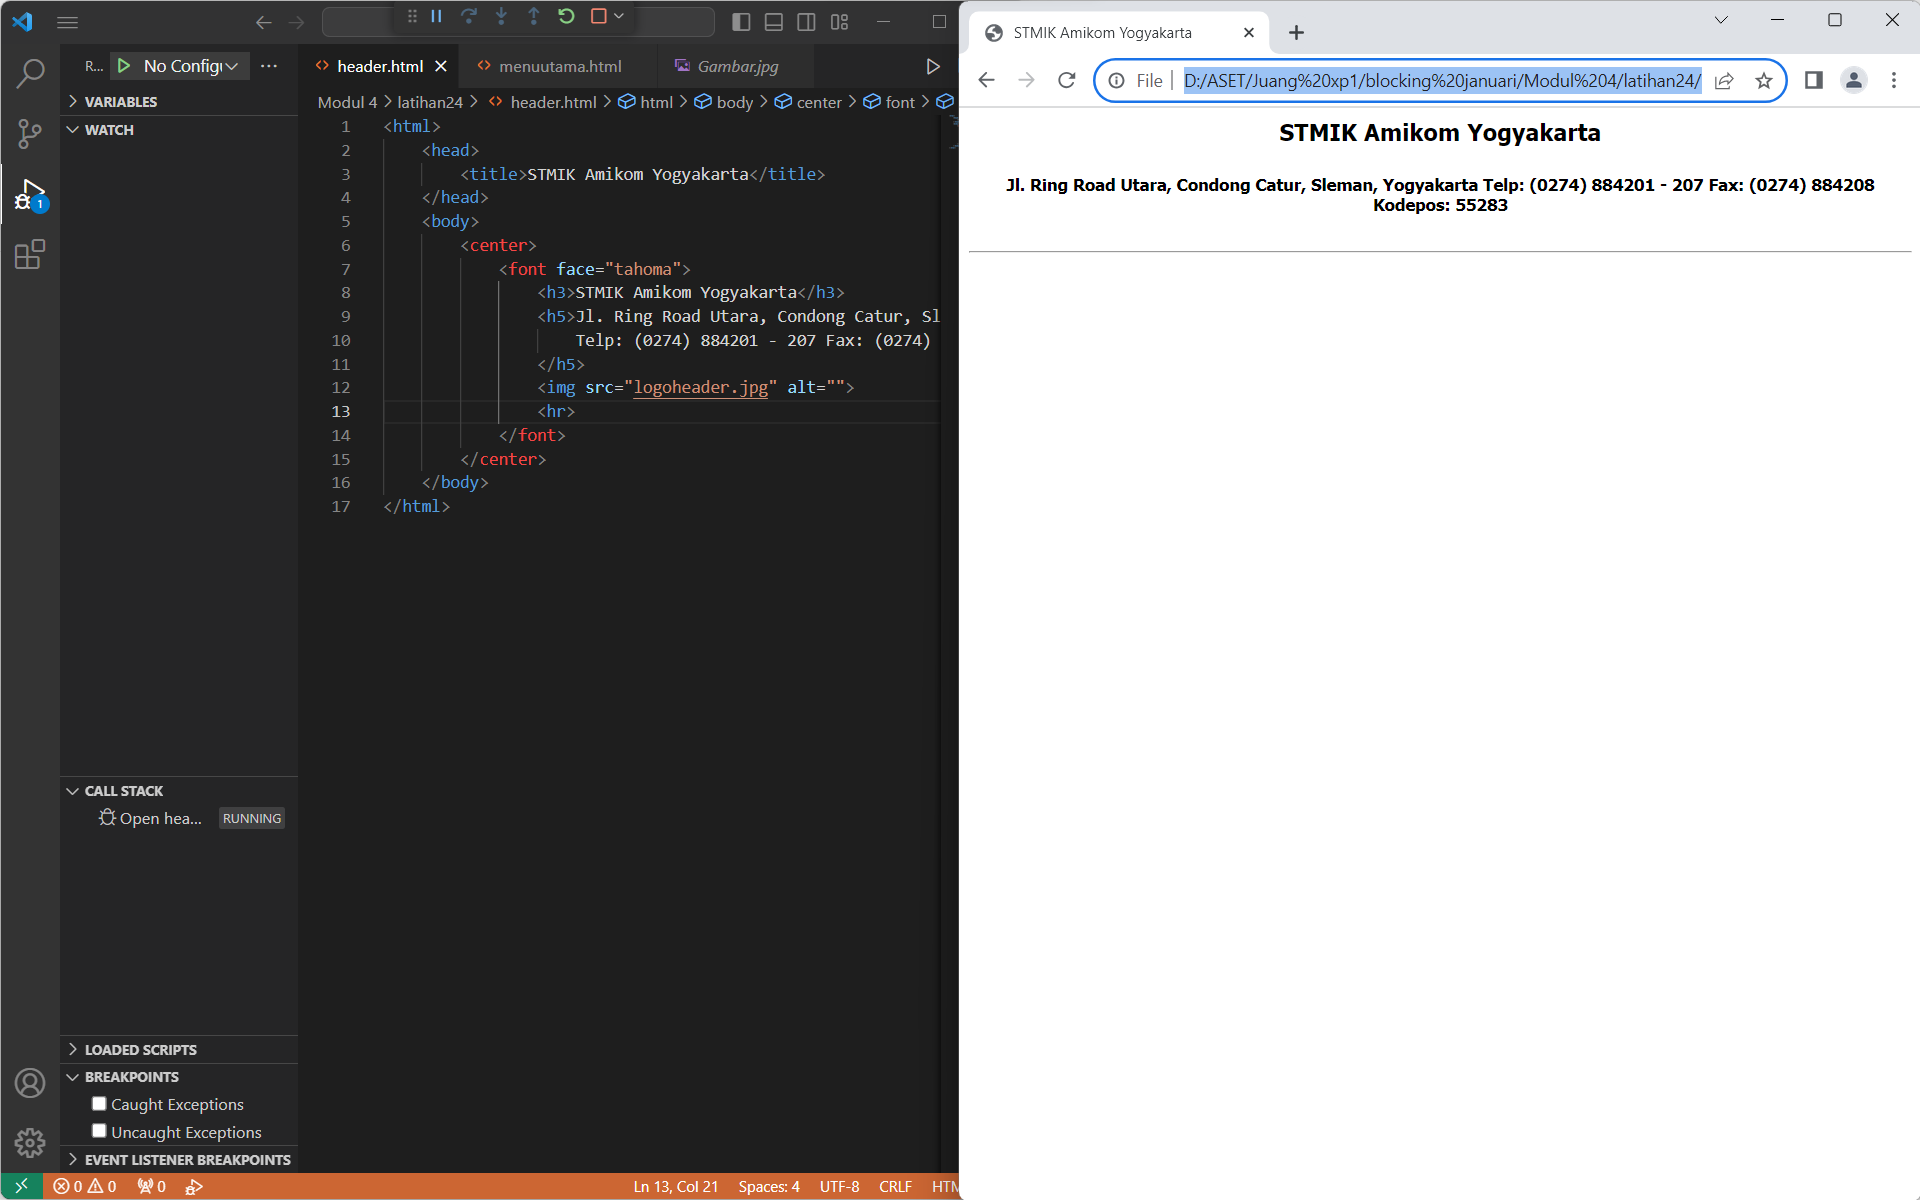 R... No Config
header.html
menuutama.html
Gambar.jpg
VARIABLES
WATCH
Modul 4 > latihan24 > header.html > html > body > center > font >
1 <html>
2 <head>
3 <title>STMIK Amikom Yogyakarta</title>
4 </head>
5 <body>
6 <center>
7 <font face="tahoma">
8 <h3>STMIK Amikom Yogyakarta</h3>
9 <h5>Jl. Ring Road Utara, Condong Catur, Sl
10 Telp: (0274) 884201 - 207 Fax: (0274)
11 </h5>
12 <img src="logoheader.jpg" alt="">
13 <hr>
14 </font>
15 </center>
16 </body>
17 </html>
CALL STACK
Open hea... RUNNING
LOADED SCRIPTS
BREAKPOINTS
Caught Exceptions
Uncaught Exceptions
EVENT LISTENER BREAKPOINTS
1
0 0 0 Ln 13, Col 21 Spaces: 4 UTF-8 CRLF HTM
STMIK Amikom Yogyakarta
File | D:/ASET/Juang%20xp1/blocking%20januari/Modul%204/latihan24/
STMIK Amikom Yogyakarta
Jl. Ring Road Utara, Condong Catur, Sleman, Yogyakarta Telp: (0274) 884201 - 207 Fax: (0274) 884208
Kodepos: 55283